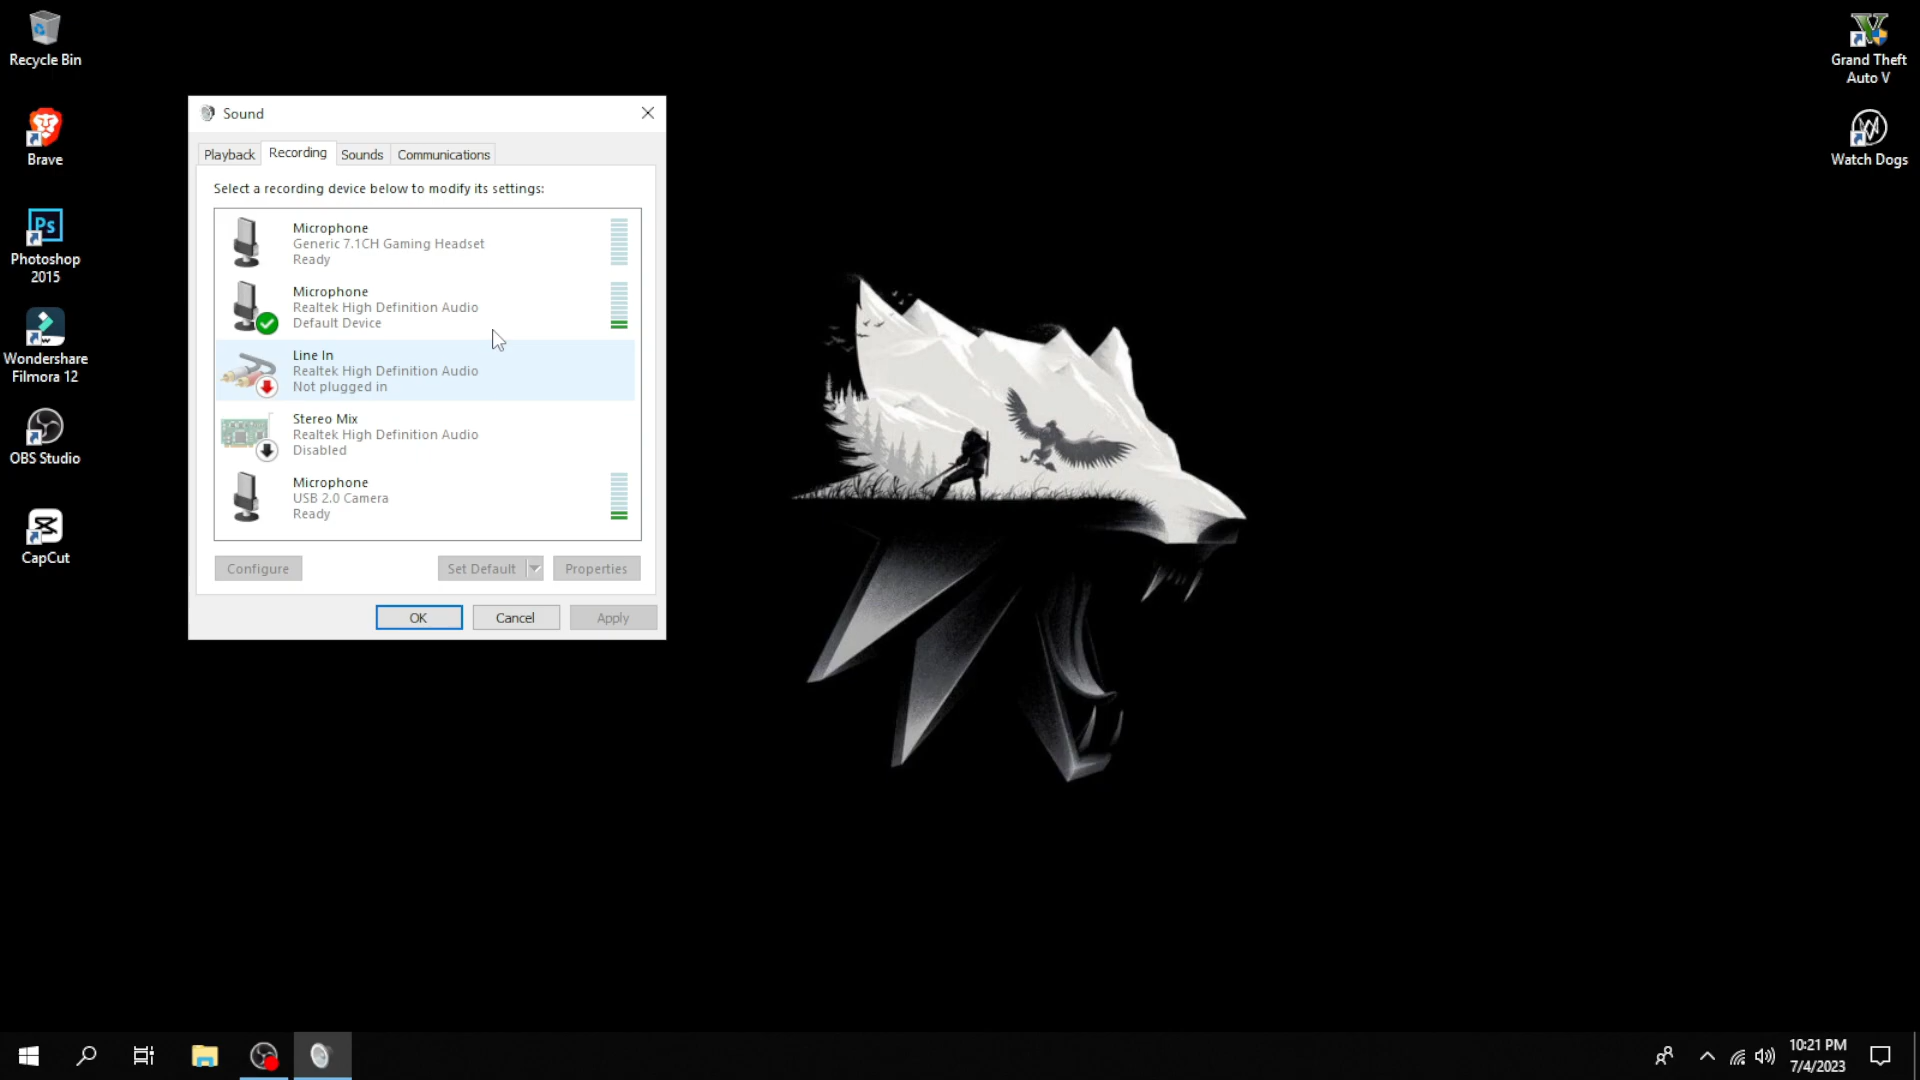 Recycle Bin
Brave
Ps
Photoshop
2015
Wondershare
Filmora 12
OBS Studio
CapCut
Sound
Playback
Recording
Sounds
Communications
Select a recording device below to modify its settings:
Microphone
Generic 7.1CH Gaming Headset
Ready
Microphone
Realtek High Definition Audio
Default Device
Line In
Realtek High Definition Audio
Not plugged in
Stereo Mix
Realtek High Definition Audio
Disabled
Microphone
USB 2.0 Camera
Ready
Configure
Set Default
Properties
OK
Cancel
Apply
V
Grand Theft
Auto V
Watch Dogs
10:21 PM
7/4/2023